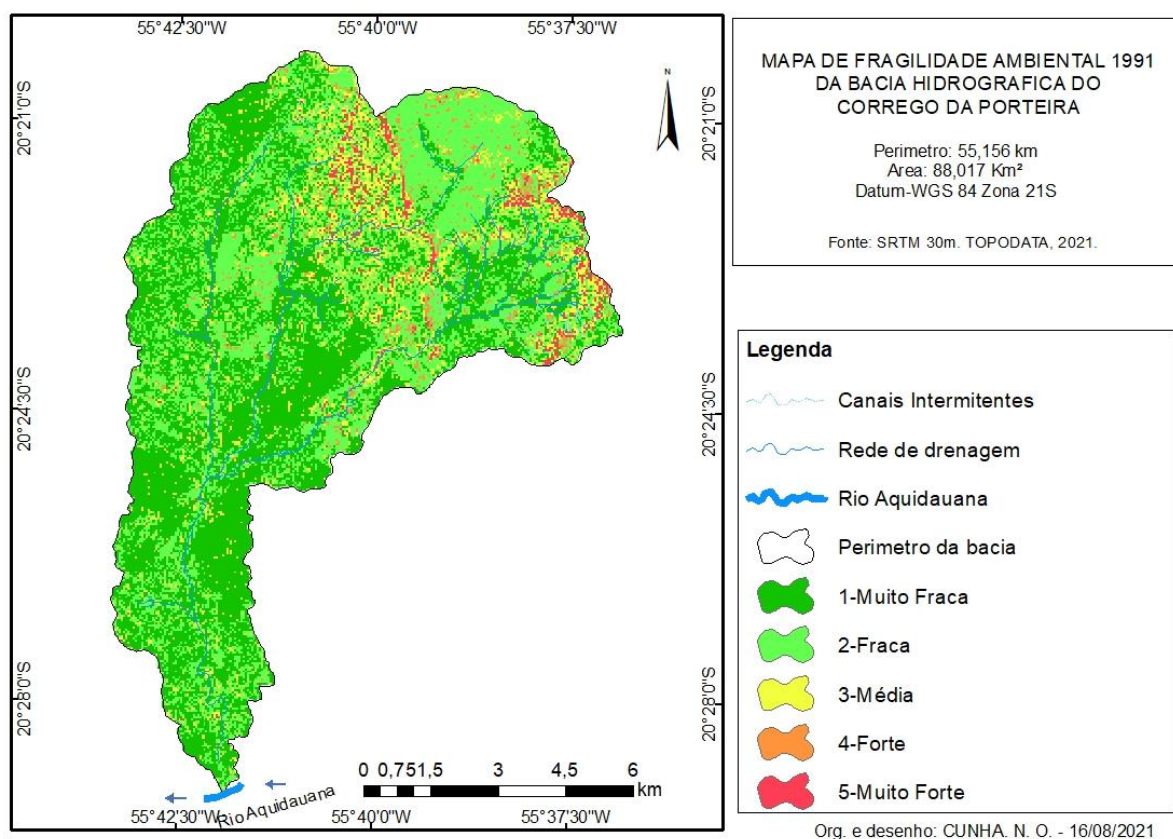 55°42'30"W
55°40'0"W
55°37'30"W
20°21'0"S
20°24'30"S
20°28'0"S
N
20°21'0"S
20°24'30"S
20°28'0"S
0 0,75 1,5 3 4,5 6
km
Rio Aquidauana
55°42'30"W
55°40'0"W
55°37'30"W
MAPA DE FRAGILIDADE AMBIENTAL 1991
DA BACIA HIDROGRAFICA DO
CORREGO DA PORTEIRA
Perimetro: 55,156 km
Area: 88,017 Km²
Datum-WGS 84 Zona 21S
Fonte: SRTM 30m. TOPODATA, 2021.
Legenda
Canais Intermitentes
Rede de drenagem
Rio Aquidauana
Perimetro da bacia
1-Muito Fraca
2-Fraca
3-Média
4-Forte
5-Muito Forte
Org. e desenho: CUNHA. N. O. - 16/08/2021